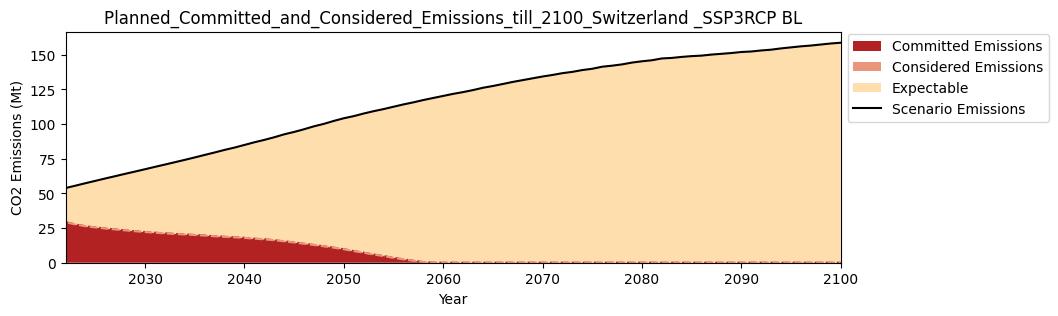 Planned_Committed_and_Considered_Emissions_till_2100_Switzerland _SSP3RCP BL
CO2 Emissions (Mt)
150
125
100
75
50
25
0
2030 2040 2050 2060 2070 2080 2090 2100
Year
Committed Emissions
Considered Emissions
Expectable
Scenario Emissions